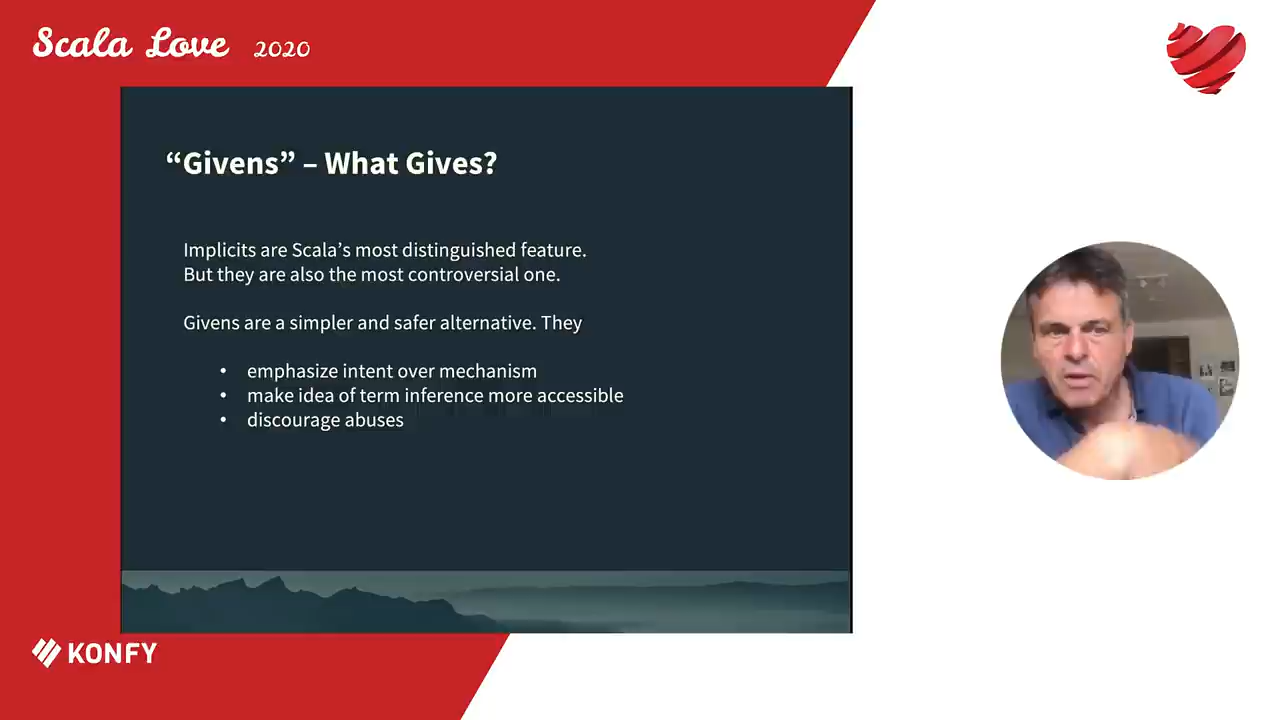 Scala Love 2020
“Givens” – What Gives?
Implicits are Scala’s most distinguished feature.
But they are also the most controversial one.
Givens are a simpler and safer alternative. They
• emphasize intent over mechanism
• make idea of term inference more accessible
• discourage abuses
KONFY